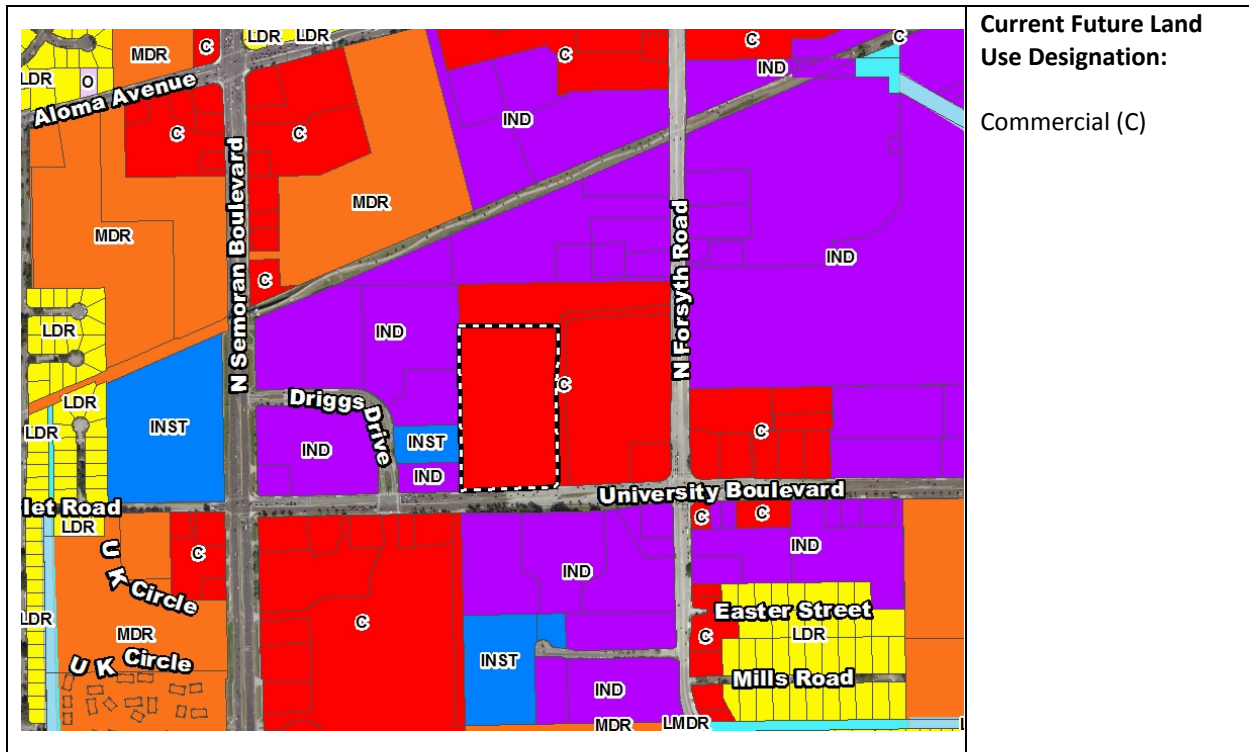 Current Future Land
Use Designation:
Commercial (C)
MDR
C
LDR
LDR
C
C
LDR
O
IND
Aloma Avenue
IND
C
C
MDR
MDR
IND
N Semoran Boulevard
N Forsyth Road
C
LDR
IND
C
LDR
Driggs Drive
LDR
INST
IND
INST
IND
C
University Boulevard
let Road
LDR
C
C
C
IND
IND
U K Circle
LDR
MDR
C
Easter Street
C
LDR
U K Circle
INST
IND
Mills Road
MDR
LMDR